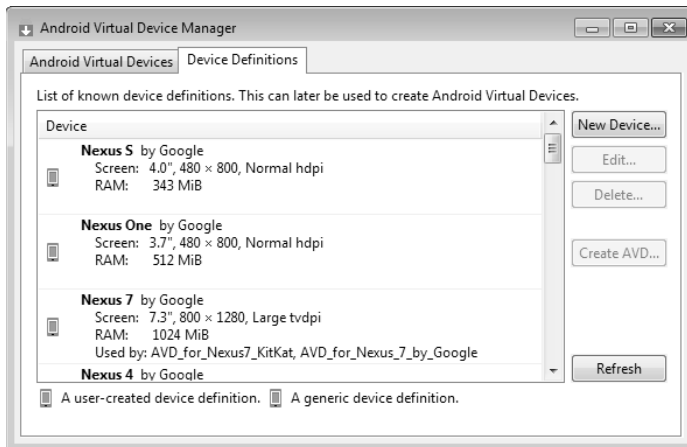 Android Virtual Device Manager
Android Virtual Devices
Device Definitions
List of known device definitions. This can later be used to create Android Virtual Devices.
Device
New Device...
Edit...
Delete...
Create AVD...
Refresh
Nexus S by Google
Screen: 4.0", 480 × 800, Normal hdpi
RAM: 343 MiB
Nexus One by Google
Screen: 3.7", 480 × 800, Normal hdpi
RAM: 512 MiB
Nexus 7 by Google
Screen: 7.3", 800 × 1280, Large tvdpi
RAM: 1024 MiB
Used by: AVD_for_Nexus7_KitKat, AVD_for_Nexus_7_by_Google
Nexus 4 by Google
A user-created device definition.
A generic device definition.